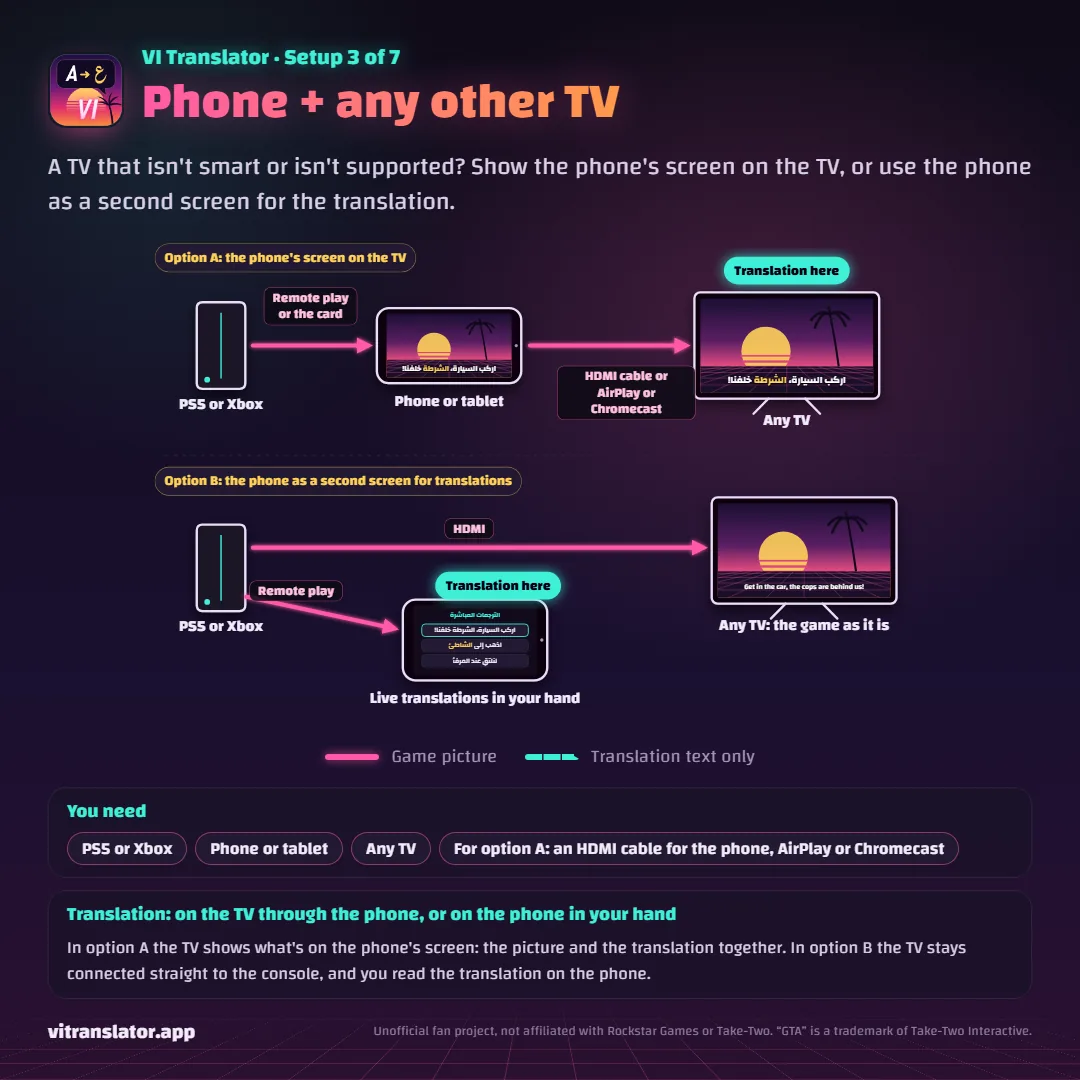 A→ع
VI
VI Translator · Setup 3 of 7
Phone + any other TV
A TV that isn't smart or isn't supported? Show the phone's screen on the TV, or use the phone
as a second screen for the translation.
Option A: the phone's screen on the TV
Translation here
Remote play
or the card
اركب السيارة، الشرطة خلفنا!
اركب السيارة، الشرطة خلفنا!
HDMI cable or
AirPlay or
Chromecast
PS5 or Xbox
Phone or tablet
Any TV
Option B: the phone as a second screen for translations
HDMI
Translation here
Remote play
Get in the car, the cops are behind us!
الترجمات المباشرة
اركب السيارة، الشرطة خلفنا!
اذهب إلى الشاطئ
لنلتق عند المرفأ
PS5 or Xbox
Any TV: the game as it is
Live translations in your hand
Game picture
Translation text only
You need
PS5 or Xbox
Phone or tablet
Any TV
For option A: an HDMI cable for the phone, AirPlay or Chromecast
Translation: on the TV through the phone, or on the phone in your hand
In option A the TV shows what's on the phone's screen: the picture and the translation together. In option B the TV stays
connected straight to the console, and you read the translation on the phone.
vitranslator.app
Unofficial fan project, not affiliated with Rockstar Games or Take-Two. “GTA” is a trademark of Take-Two Interactive.